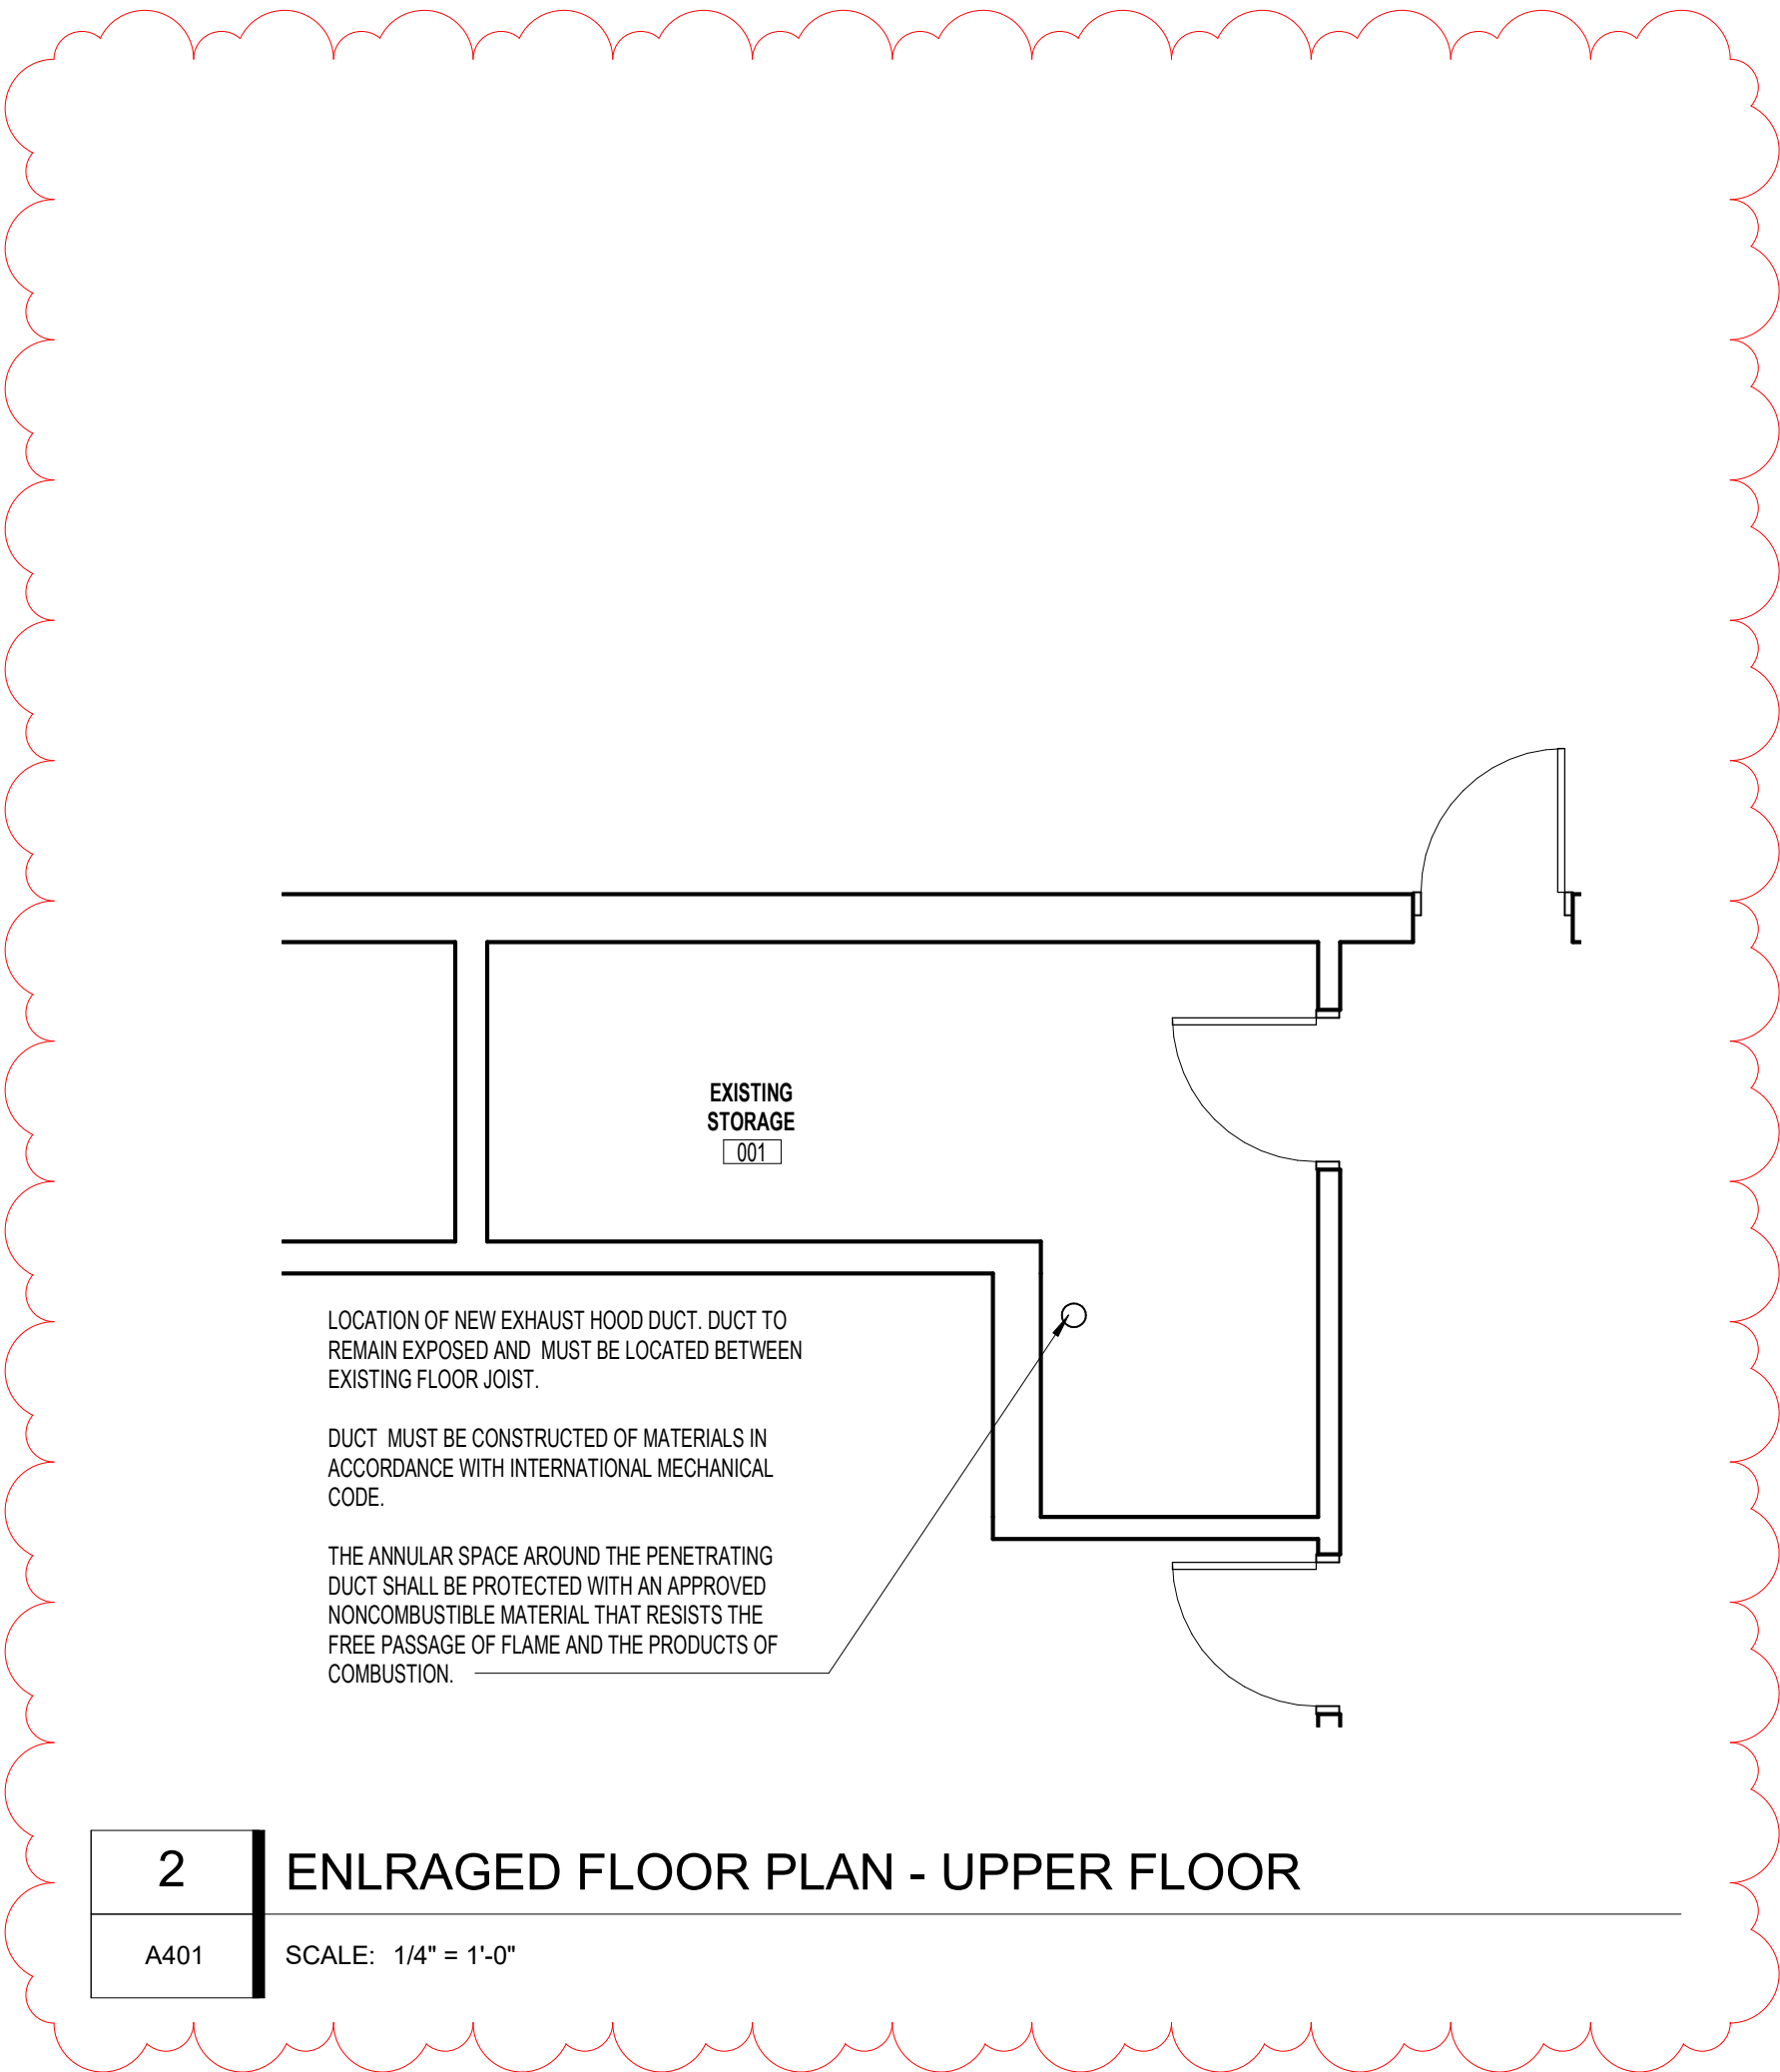 EXISTING
STORAGE
001
LOCATION OF NEW EXHAUST HOOD DUCT. DUCT TO
REMAIN EXPOSED AND MUST BE LOCATED BETWEEN
EXISTING FLOOR JOIST.
DUCT MUST BE CONSTRUCTED OF MATERIALS IN
ACCORDANCE WITH INTERNATIONAL MECHANICAL
CODE.
THE ANNULAR SPACE AROUND THE PENETRATING
DUCT SHALL BE PROTECTED WITH AN APPROVED
NONCOMBUSTIBLE MATERIAL THAT RESISTS THE
FREE PASSAGE OF FLAME AND THE PRODUCTS OF
COMBUSTION.
2
ENLRAGED FLOOR PLAN - UPPER FLOOR
A401
SCALE: 1/4" = 1'-0"